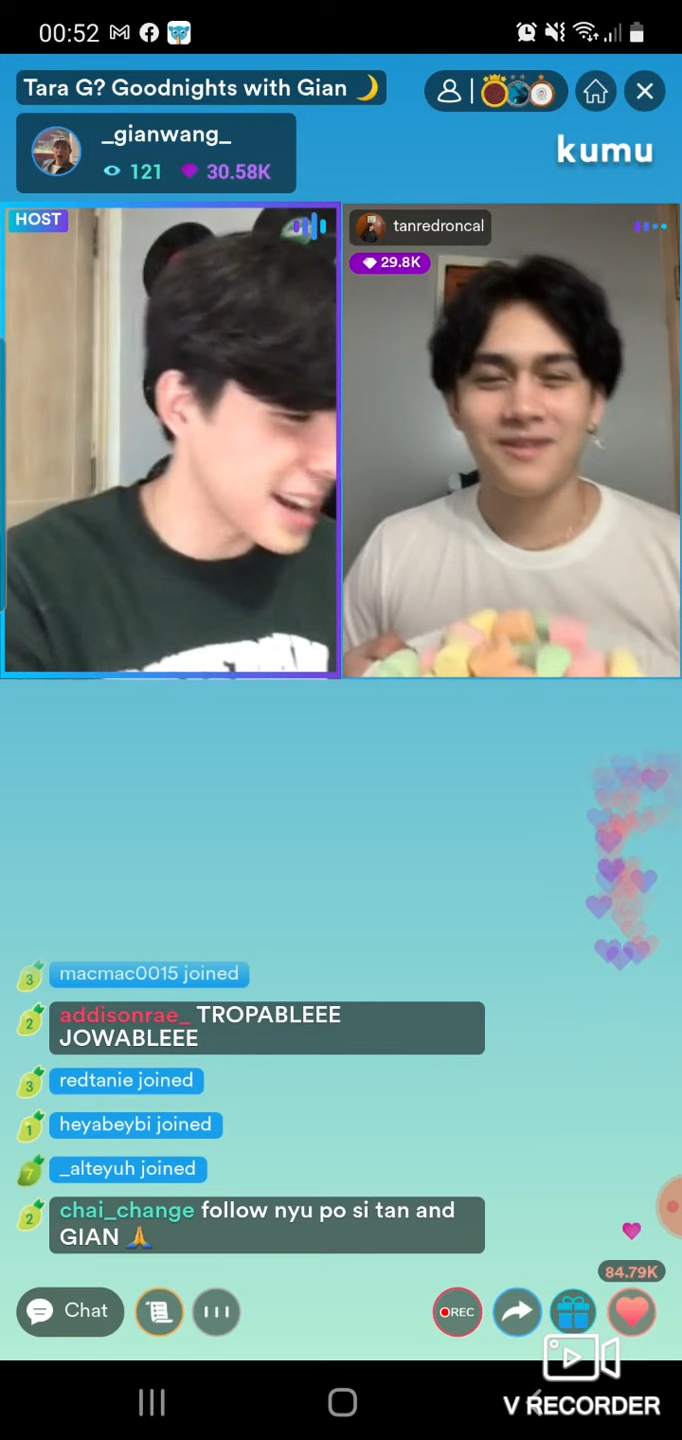 00:52
Tara G? Goodnights with Gian 🌙
_gianwang_
121 30.58K
kumu
HOST
tanredroncal
29.8K
3 macmac0015 joined
2 addisonrae_ TROPABLEEE
JOWABLEEE
3 redtanie joined
1 heyabeybi joined
7 _alteyuh joined
2 chai_change follow nyu po si tan and
GIAN 🙏
84.79K
Chat
REC
V RECORDER